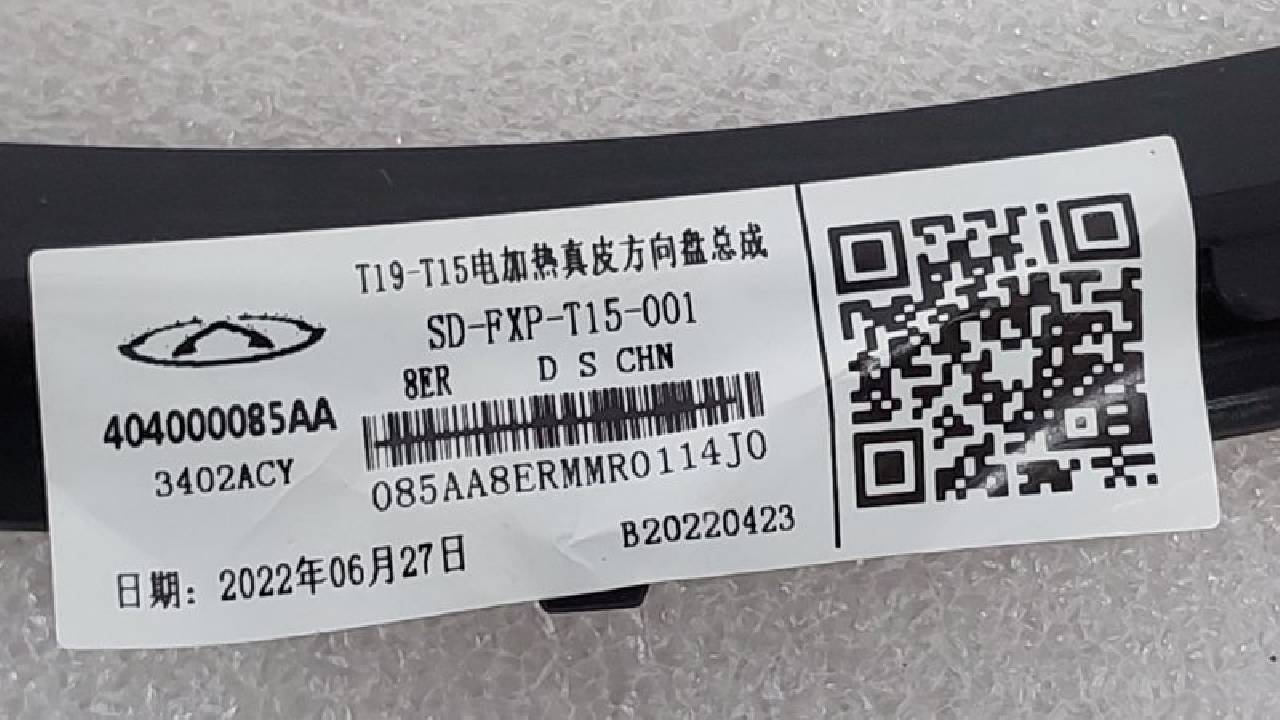 T19-T15电加热真皮方向盘总成
SD-FXP-T15-001
8ER D S CHN
404000085AA
3402ACY
085AA8ERMMR0114J0
B20220423
日期: 2022年06月27日